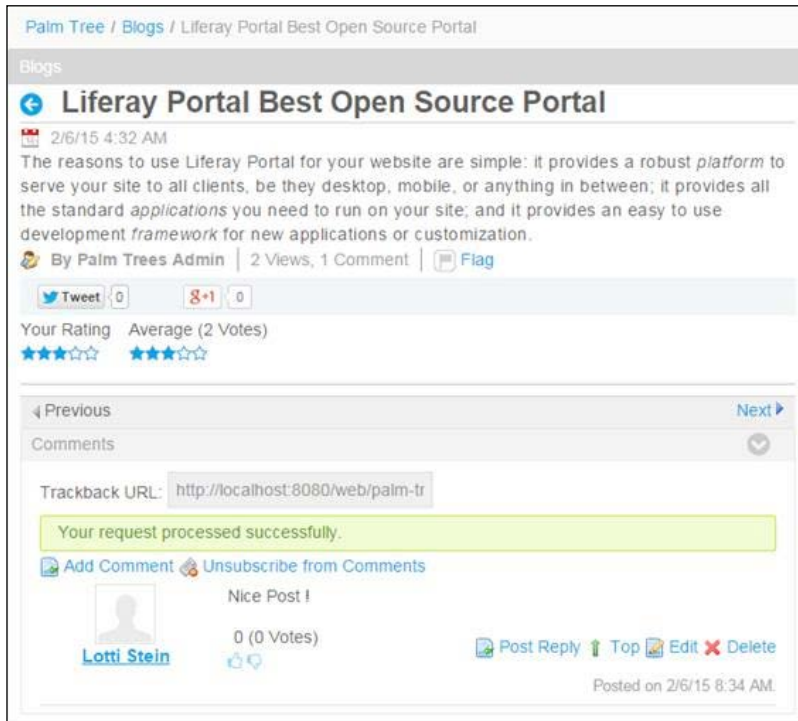 Palm Tree / Blogs / Liferay Portal Best Open Source Portal
Blogs
Liferay Portal Best Open Source Portal
2/6/15 4:32 AM
The reasons to use Liferay Portal for your website are simple: it provides a robust platform to
serve your site to all clients, be they desktop, mobile, or anything in between; it provides all
the standard applications you need to run on your site; and it provides an easy to use
development framework for new applications or customization.
By Palm Trees Admin | 2 Views, 1 Comment | Flag
Tweet 0 g+1 0
Your Rating Average (2 Votes)
Previous Next
Comments
Trackback URL: http://localhost:8080/web/palm-tr
Your request processed successfully.
Add Comment Unsubscribe from Comments
Nice Post !
0 (0 Votes)
Lotti Stein Post Reply Top Edit Delete
Posted on 2/6/15 8:34 AM.